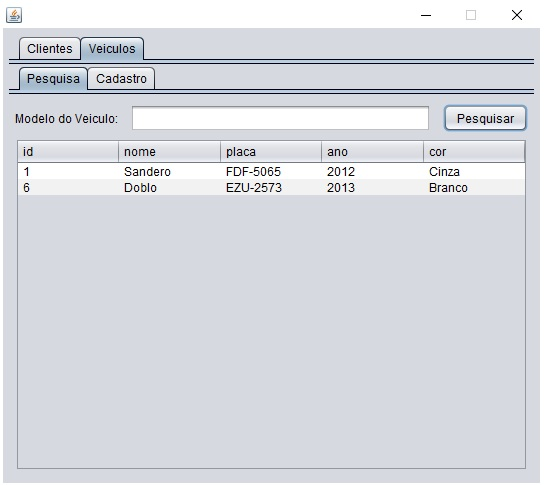 Clientes Veiculos
Pesquisa Cadastro
Modelo do Veiculo: Pesquisar
id nome placa ano cor
1 Sandero FDF-5065 2012 Cinza
6 Doblo EZU-2573 2013 Branco